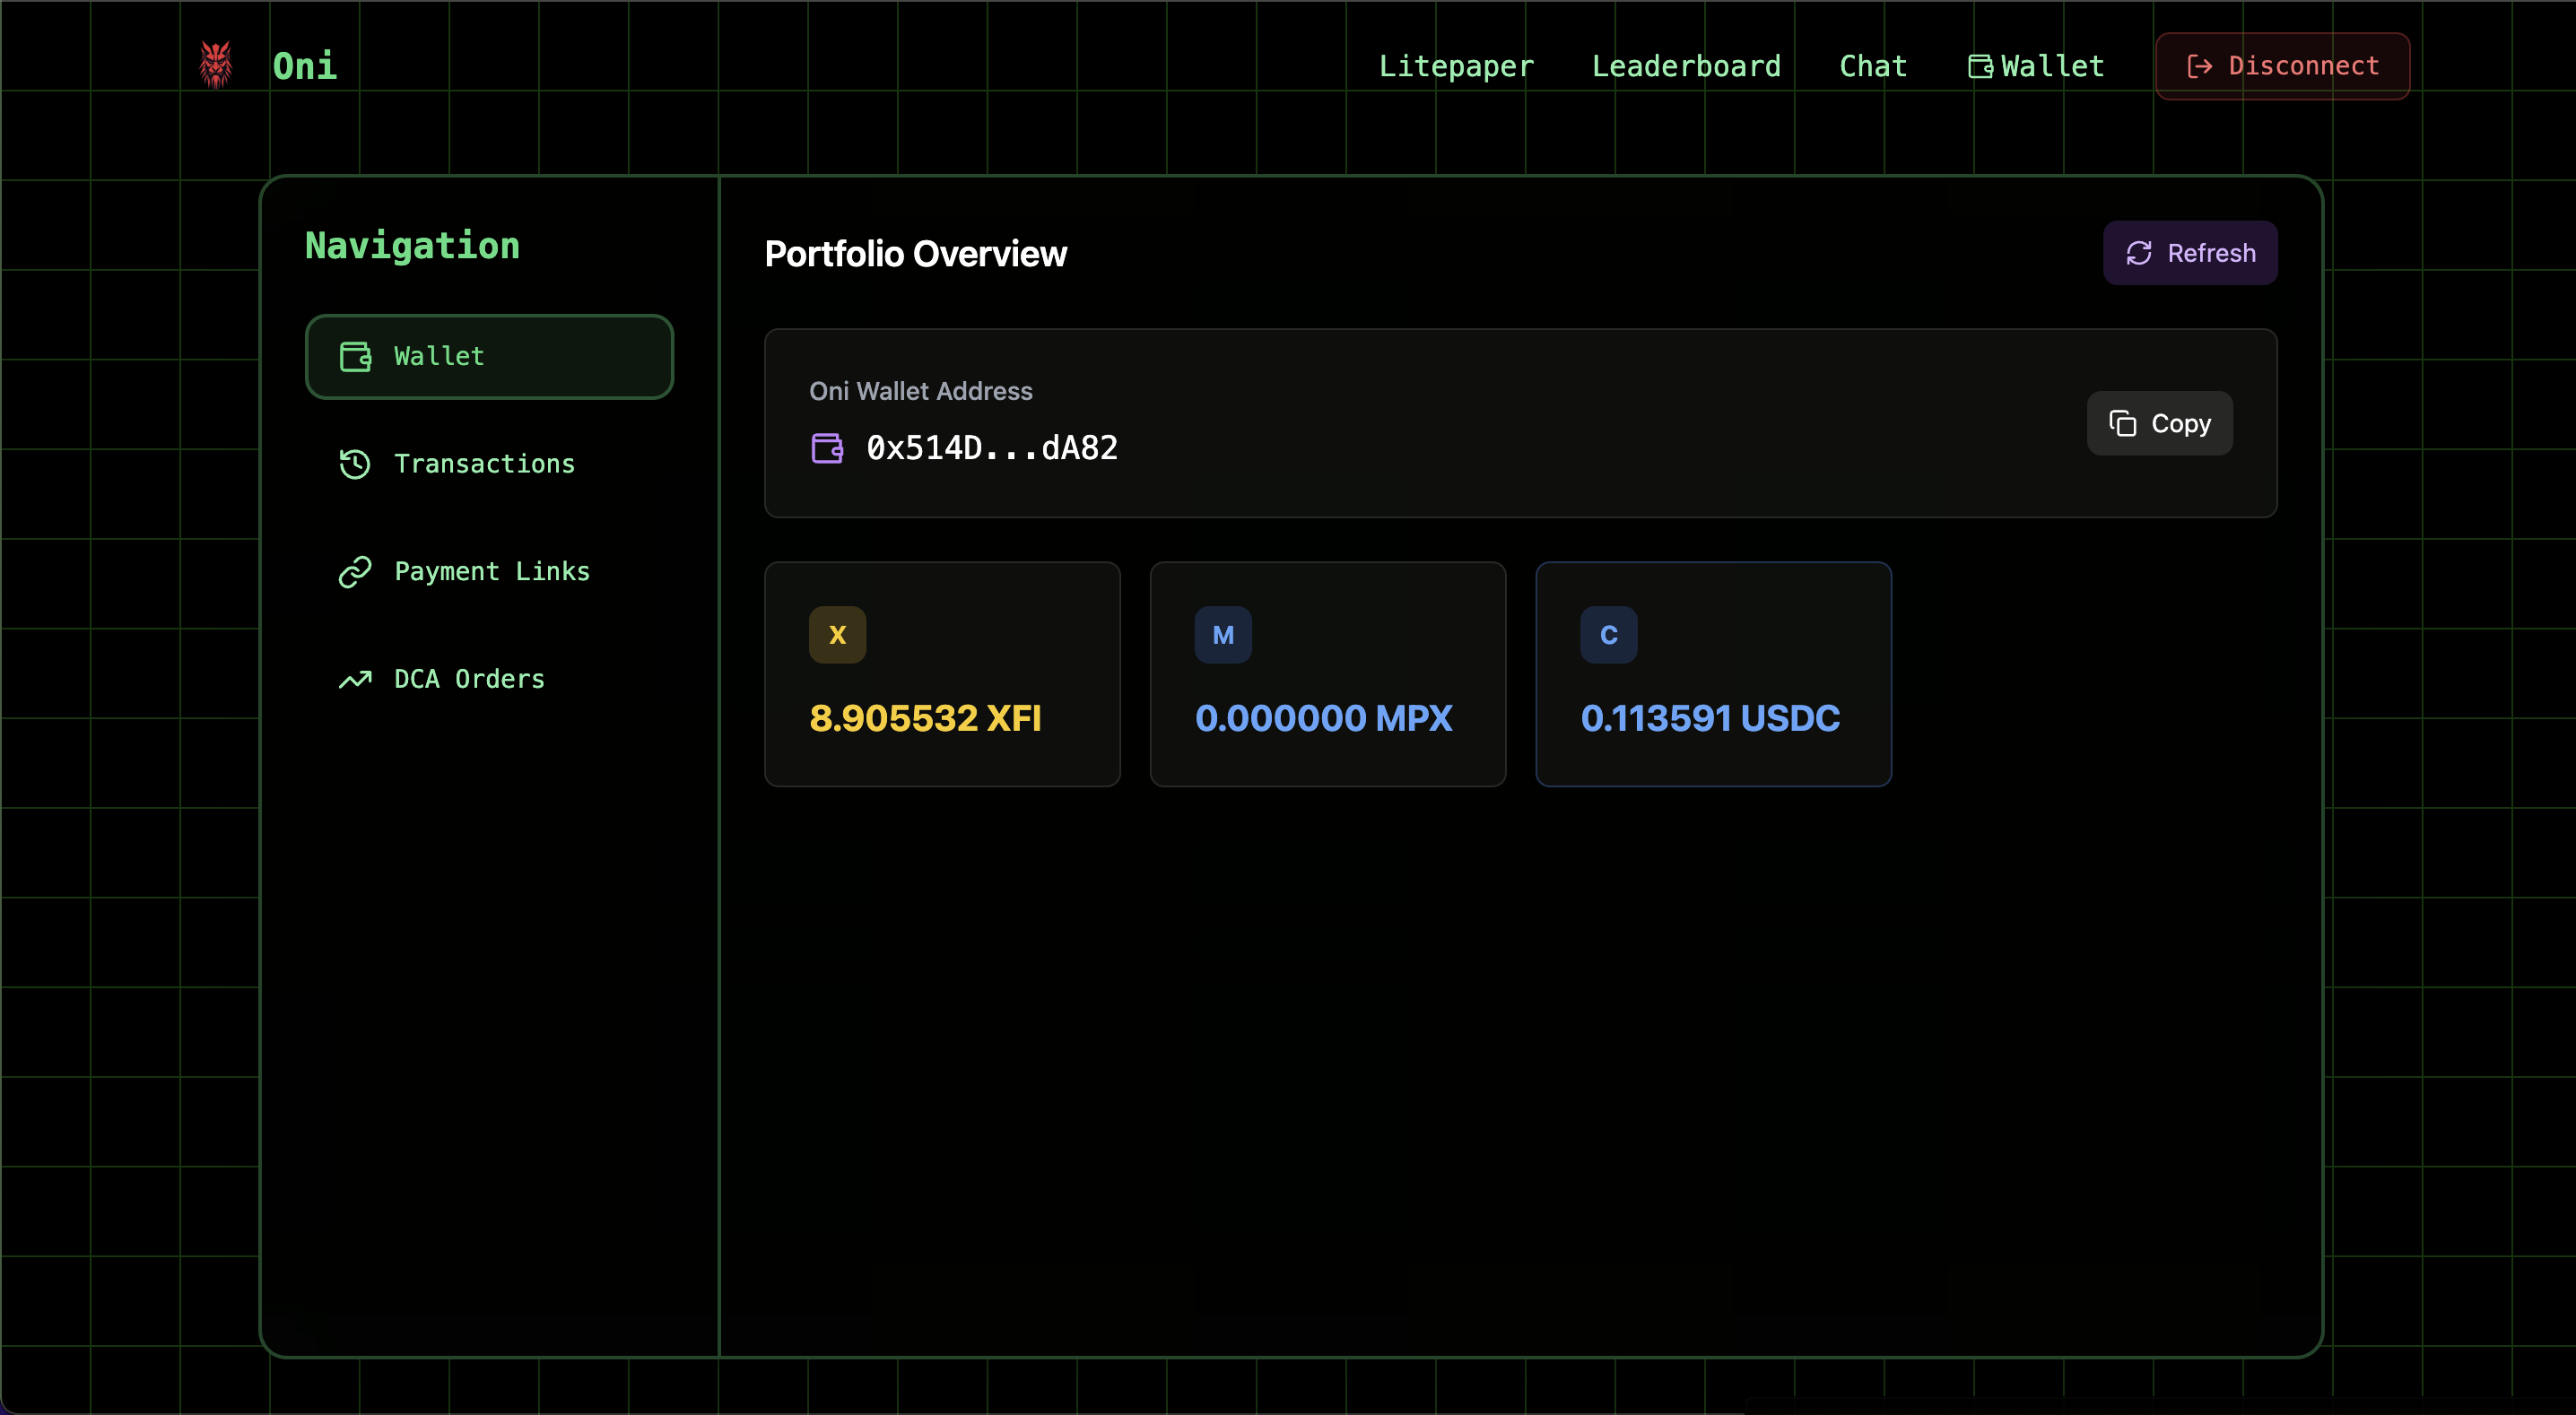 Oni
Litepaper
Leaderboard
Chat
Wallet
Disconnect
Navigation
Wallet
Transactions
Payment Links
DCA Orders
Portfolio Overview
Refresh
Oni Wallet Address
0x514D...dA82
Copy
X
8.905532 XFI
M
0.000000 MPX
C
0.113591 USDC